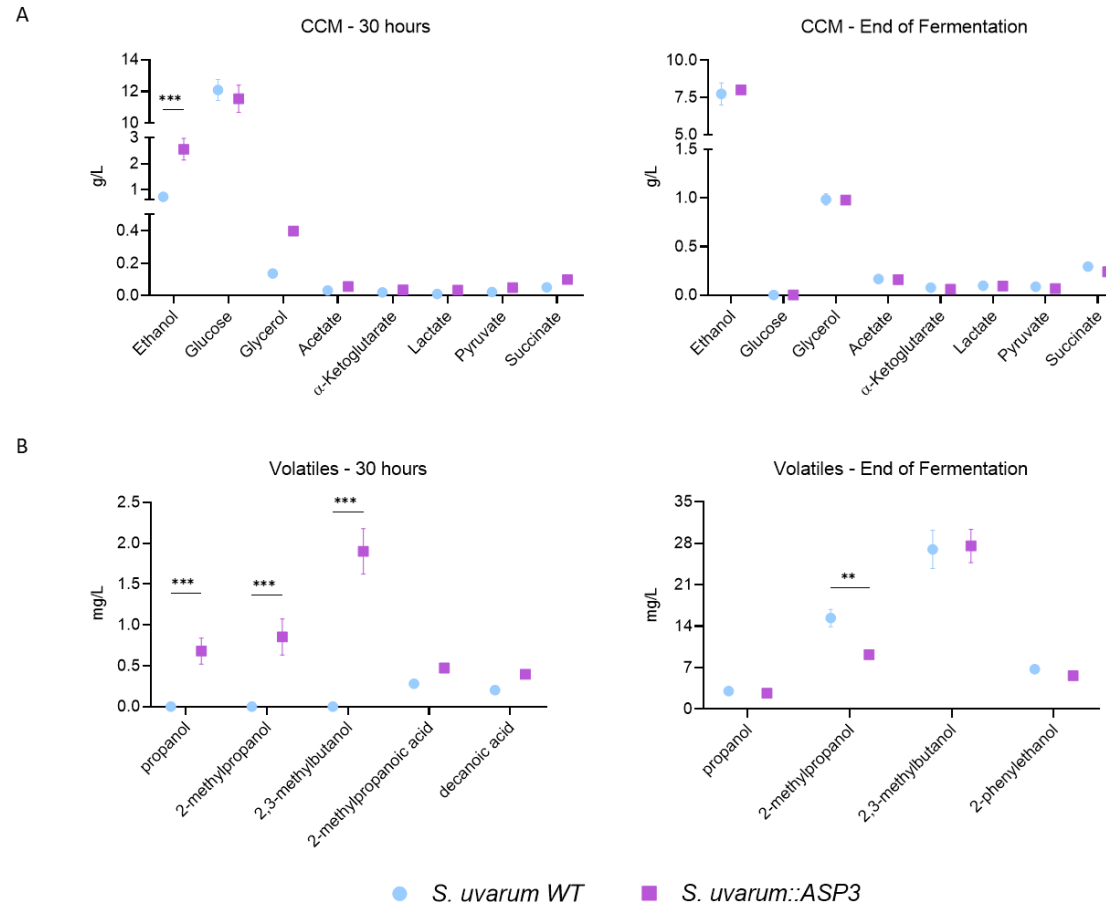 A
CCM - 30 hours
14
12
10
3
2
1
0.4
0.2
0.0
g/L
***
Ethanol
Glucose
Glycerol
Acetate
α-Ketoglutarate
Lactate
Pyruvate
Succinate
CCM - End of Fermentation
10.0
7.5
5.0
1.5
1.0
0.5
0.0
g/L
Ethanol
Glucose
Glycerol
Acetate
α-Ketoglutarate
Lactate
Pyruvate
Succinate
B
Volatiles - 30 hours
2.5
2.0
1.5
1.0
0.5
0.0
mg/L
***
***
***
propanol
2-methylpropanol
2,3-methylbutanol
2-methylpropanoic acid
decanoic acid
Volatiles - End of Fermentation
35
28
21
14
7
0
mg/L
**
propanol
2-methylpropanol
2,3-methylbutanol
2-phenylethanol
S. uvarum WT
S. uvarum::ASP3